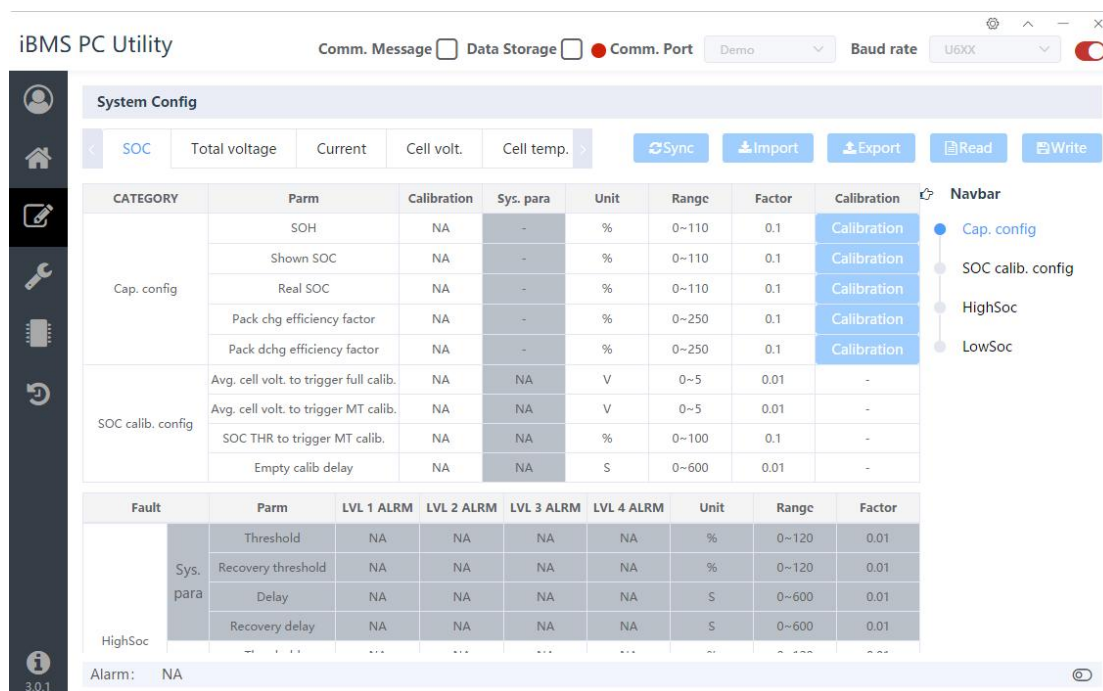 iBMS PC Utility
Comm. Message Data Storage Comm. Port Demo Baud rate U6XX
System Config
SOC Total voltage Current Cell volt. Cell temp. Sync Import Export Read Write
CATEGORY Parm Calibration Sys. para Unit Range Factor Calibration
Cap. config
SOH NA - % 0~110 0.1 Calibration
Shown SOC NA - % 0~110 0.1 Calibration
Real SOC NA - % 0~110 0.1 Calibration
Pack chg efficiency factor NA - % 0~250 0.1 Calibration
Pack dchg efficiency factor NA - % 0~250 0.1 Calibration
SOC calib. config
Avg. cell volt. to trigger full calib. NA NA V 0~5 0.01 -
Avg. cell volt. to trigger MT calib. NA NA V 0~5 0.01 -
SOC THR to trigger MT calib. NA NA % 0~100 0.1 -
Empty calib delay NA NA S 0~600 0.01 -
Navbar
Cap. config
SOC calib. config
HighSoc
LowSoc
Fault Parm LVL 1 ALRM LVL 2 ALRM LVL 3 ALRM LVL 4 ALRM Unit Range Factor
HighSoc
Sys.
para
Threshold NA NA NA NA % 0~120 0.01
Recovery threshold NA NA NA NA % 0~120 0.01
Delay NA NA NA NA S 0~600 0.01
Recovery delay NA NA NA NA S 0~600 0.01
Alarm: NA
3.0.1